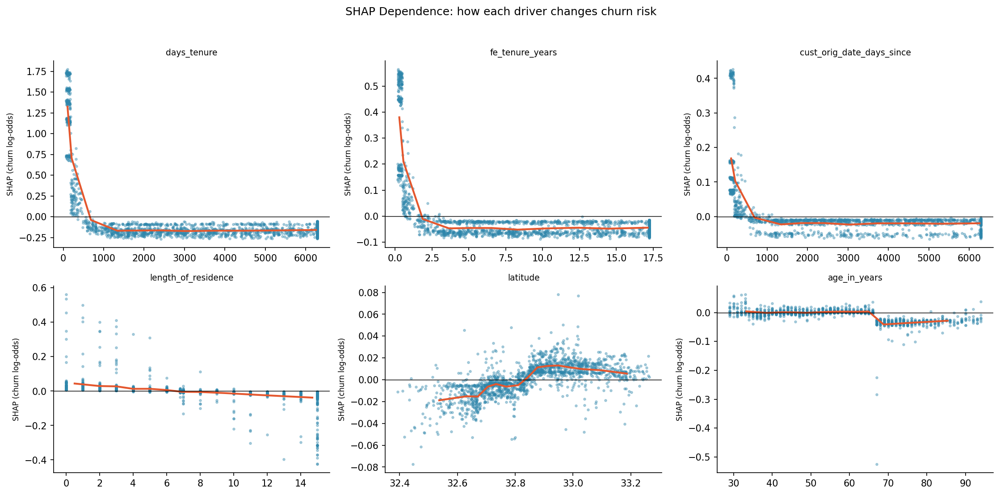 SHAP Dependence: how each driver changes churn risk
days_tenure
SHAP (churn log-odds)
1.75
1.50
1.25
1.00
0.75
0.50
0.25
0.00
−0.25
0 1000 2000 3000 4000 5000 6000
fe_tenure_years
SHAP (churn log-odds)
0.5
0.4
0.3
0.2
0.1
0.0
−0.1
0.0 2.5 5.0 7.5 10.0 12.5 15.0 17.5
cust_orig_date_days_since
SHAP (churn log-odds)
0.4
0.3
0.2
0.1
0.0
0 1000 2000 3000 4000 5000 6000
length_of_residence
SHAP (churn log-odds)
0.6
0.4
0.2
0.0
−0.2
−0.4
0 2 4 6 8 10 12 14
latitude
SHAP (churn log-odds)
0.08
0.06
0.04
0.02
0.00
−0.02
−0.04
−0.06
−0.08
32.4 32.6 32.8 33.0 33.2
age_in_years
SHAP (churn log-odds)
0.0
−0.1
−0.2
−0.3
−0.4
−0.5
30 40 50 60 70 80 90